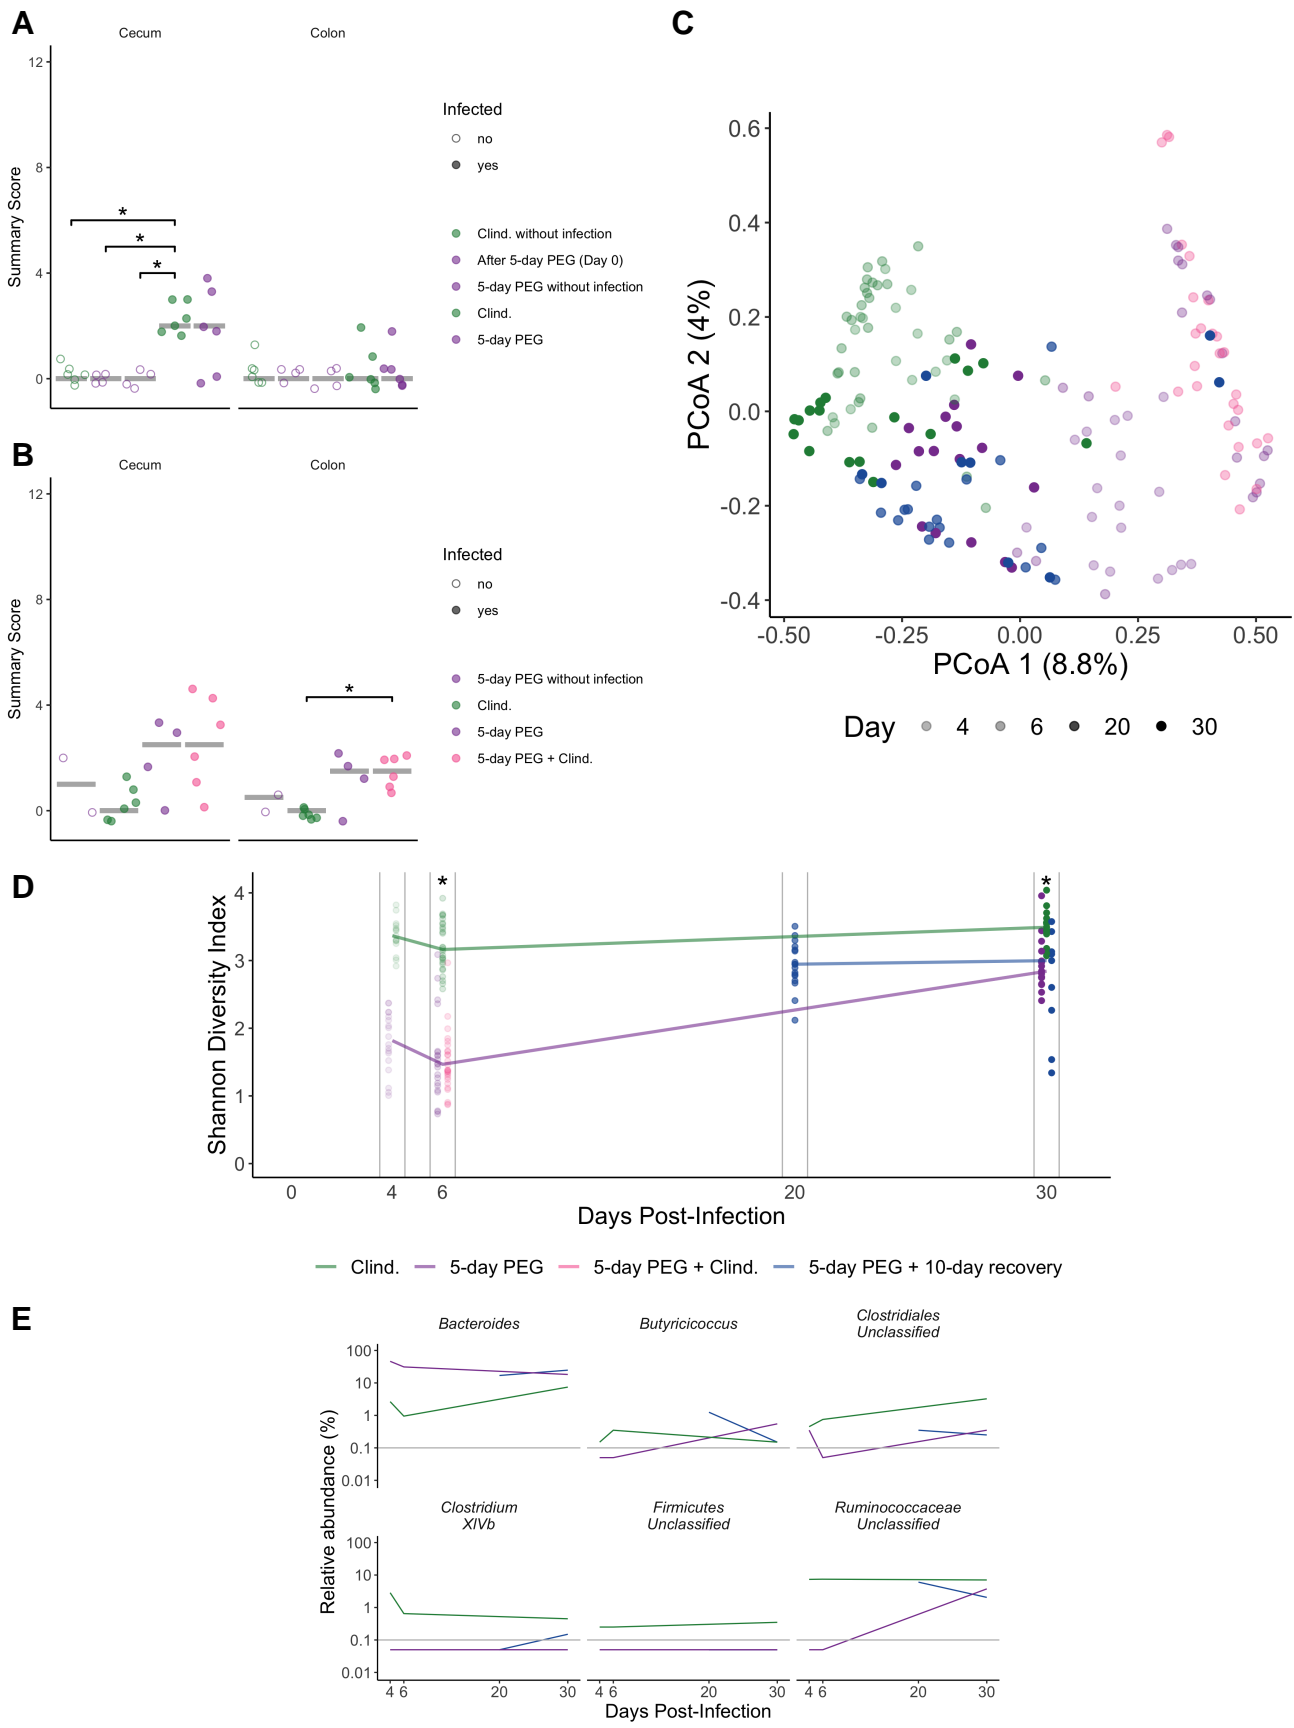 A
Cecum
Colon
12
8
4
0
Summary Score
*
*
*
Infected
no
yes
Clind. without infection
After 5-day PEG (Day 0)
5-day PEG without infection
Clind.
5-day PEG
B
Cecum
Colon
12
8
4
0
Summary Score
*
Infected
no
yes
5-day PEG without infection
Clind.
5-day PEG
5-day PEG + Clind.
C
0.6
0.4
0.2
0.0
-0.2
-0.4
PCoA 2 (4%)
-0.50 -0.25 0.00 0.25 0.50
PCoA 1 (8.8%)
Day 4 6 20 30
D
* *
4
3
2
1
0
Shannon Diversity Index
0 4 6 20 30
Days Post-Infection
Clind. 5-day PEG 5-day PEG + Clind. 5-day PEG + 10-day recovery
E
Bacteroides
Butyricicoccus
Clostridiales
Unclassified
100
10
1
0.1
0.01
Relative abundance (%)
Clostridium
XIVb
Firmicutes
Unclassified
Ruminococcaceae
Unclassified
100
10
1
0.1
0.01
4 6 20 30 4 6 20 30 4 6 20 30
Days Post-Infection